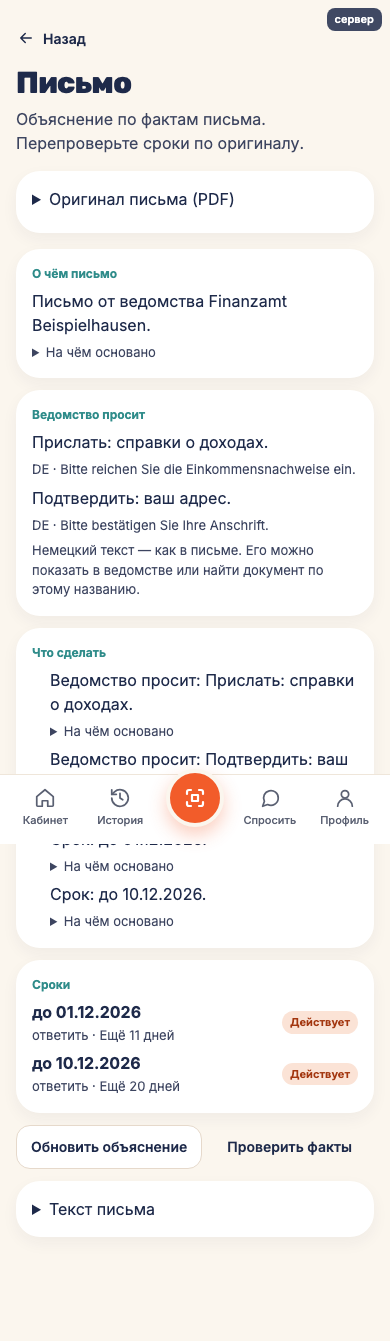 сервер
← Назад
Письмо
Объяснение по фактам письма.
Перепроверьте сроки по оригиналу.
▶ Оригинал письма (PDF)
О чём письмо
Письмо от ведомства Finanzamt
Beispielhausen.
▶ На чём основано
Ведомство просит
Прислать: справки о доходах.
DE · Bitte reichen Sie die Einkommensnachweise ein.
Подтвердить: ваш адрес.
DE · Bitte bestätigen Sie Ihre Anschrift.
Немецкий текст — как в письме. Его можно
показать в ведомстве или найти документ по
этому названию.
Что сделать
Ведомство просит: Прислать: справки
о доходах.
▶ На чём основано
Ведомство просит: Подтвердить: ваш
Кабинет История Спросить Профиль
Срок: до 01.12.2026.
▶ На чём основано
Срок: до 10.12.2026.
▶ На чём основано
Сроки
до 01.12.2026
ответить · Ещё 11 дней
Действует
до 10.12.2026
ответить · Ещё 20 дней
Действует
Обновить объяснение Проверить факты
▶ Текст письма